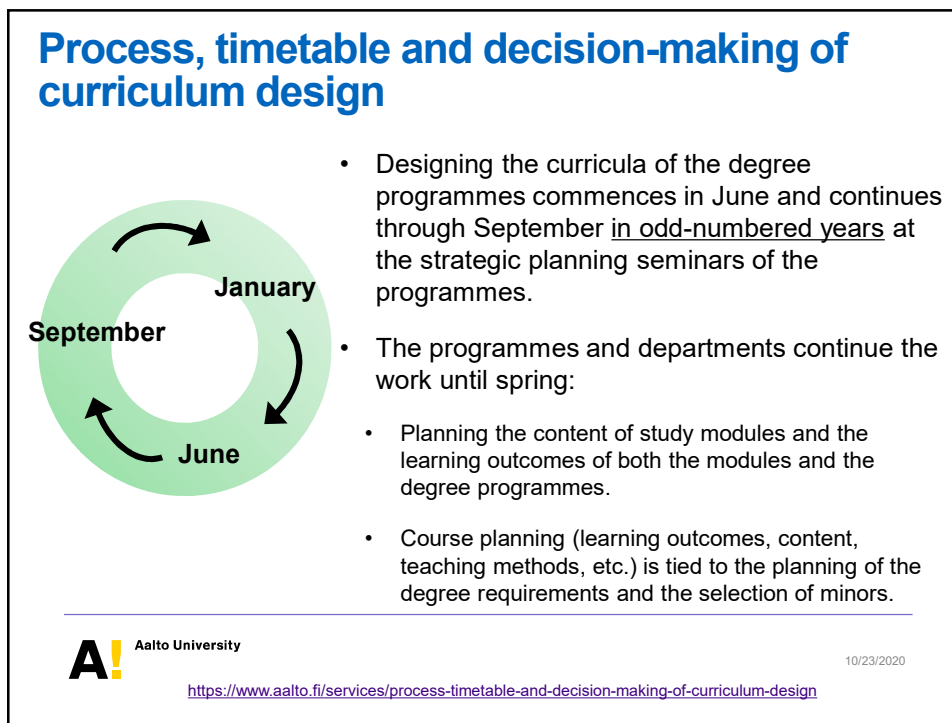 Process, timetable and decision-making of
curriculum design
January
September
June
• Designing the curricula of the degree
programmes commences in June and continues
through September in odd-numbered years at
the strategic planning seminars of the
programmes.
• The programmes and departments continue the
work until spring:
• Planning the content of study modules and the
learning outcomes of both the modules and the
degree programmes.
• Course planning (learning outcomes, content,
teaching methods, etc.) is tied to the planning of the
degree requirements and the selection of minors.
A! Aalto University
10/23/2020
https://www.aalto.fi/services/process-timetable-and-decision-making-of-curriculum-design